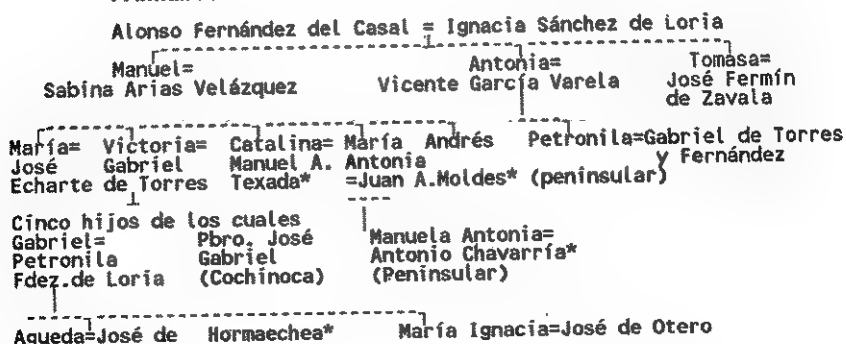 Alonso Fernández del Casal = Ignacia Sánchez de Loria
Manuel= Antonia= Tomasa=
Sabina Arias Velázquez Vicente García Varela José Fermín
de Zavala
María= Victoria= Catalina= María Andrés Petronila=Gabriel de Torres
José Gabriel Manuel A. Antonia y Fernández
Echarte de Torres Texada* =Juan A.Moldes* (peninsular)
Cinco hijos de los cuales
Gabriel= Pbro. José Manuela Antonia=
Petronila Gabriel Antonio Chavarría*
Fdez.de Loria (Cochinoca) (Peninsular)
Agueda=José de Hormaechea* María Ignacia=José de Otero